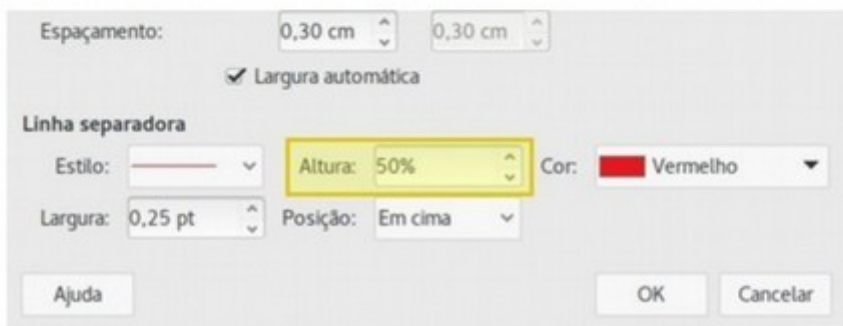 Espaçamento: 0,30 cm 0,30 cm
Largura automática
Linha separadora
Estilo: Altura: 50% Cor: Vermelho
Largura: 0,25 pt Posição: Em cima
Ajuda OK Cancelar